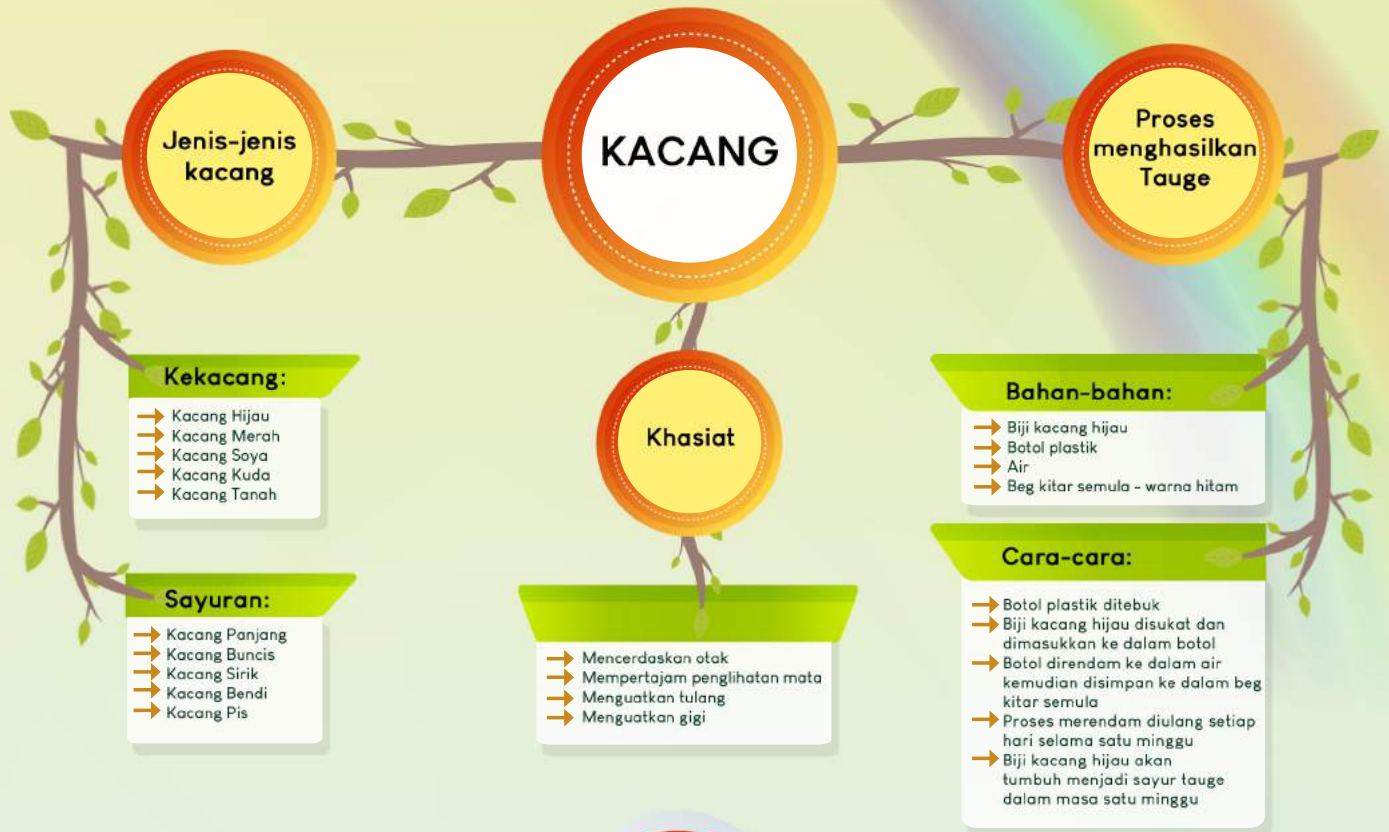 KACANG
Jenis-jenis
kacang
Kekacang:
Kacang Hijau
Kacang Merah
Kacang Soya
Kacang Kuda
Kacang Tanah
Sayuran:
Kacang Panjang
Kacang Buncis
Kacang Sirik
Kacang Bendi
Kacang Pis
Khasiat
Mencerdaskan otak
Mempertajam penglihatan mata
Menguatkan tulang
Menguatkan gigi
Proses
menghasilkan
Tauge
Bahan-bahan:
Biji kacang hijau
Botol plastik
Air
Beg kitar semula - warna hitam
Cara-cara:
Botol plastik ditebuk
Biji kacang hijau disukat dan
dimasukkan ke dalam botol
Botol direndam ke dalam air
kemudian disimpan ke dalam beg
kitar semula
Proses merendam diulang setiap
hari selama satu minggu
Biji kacang hijau akan
tumbuh menjadi sayur tauge
dalam masa satu minggu